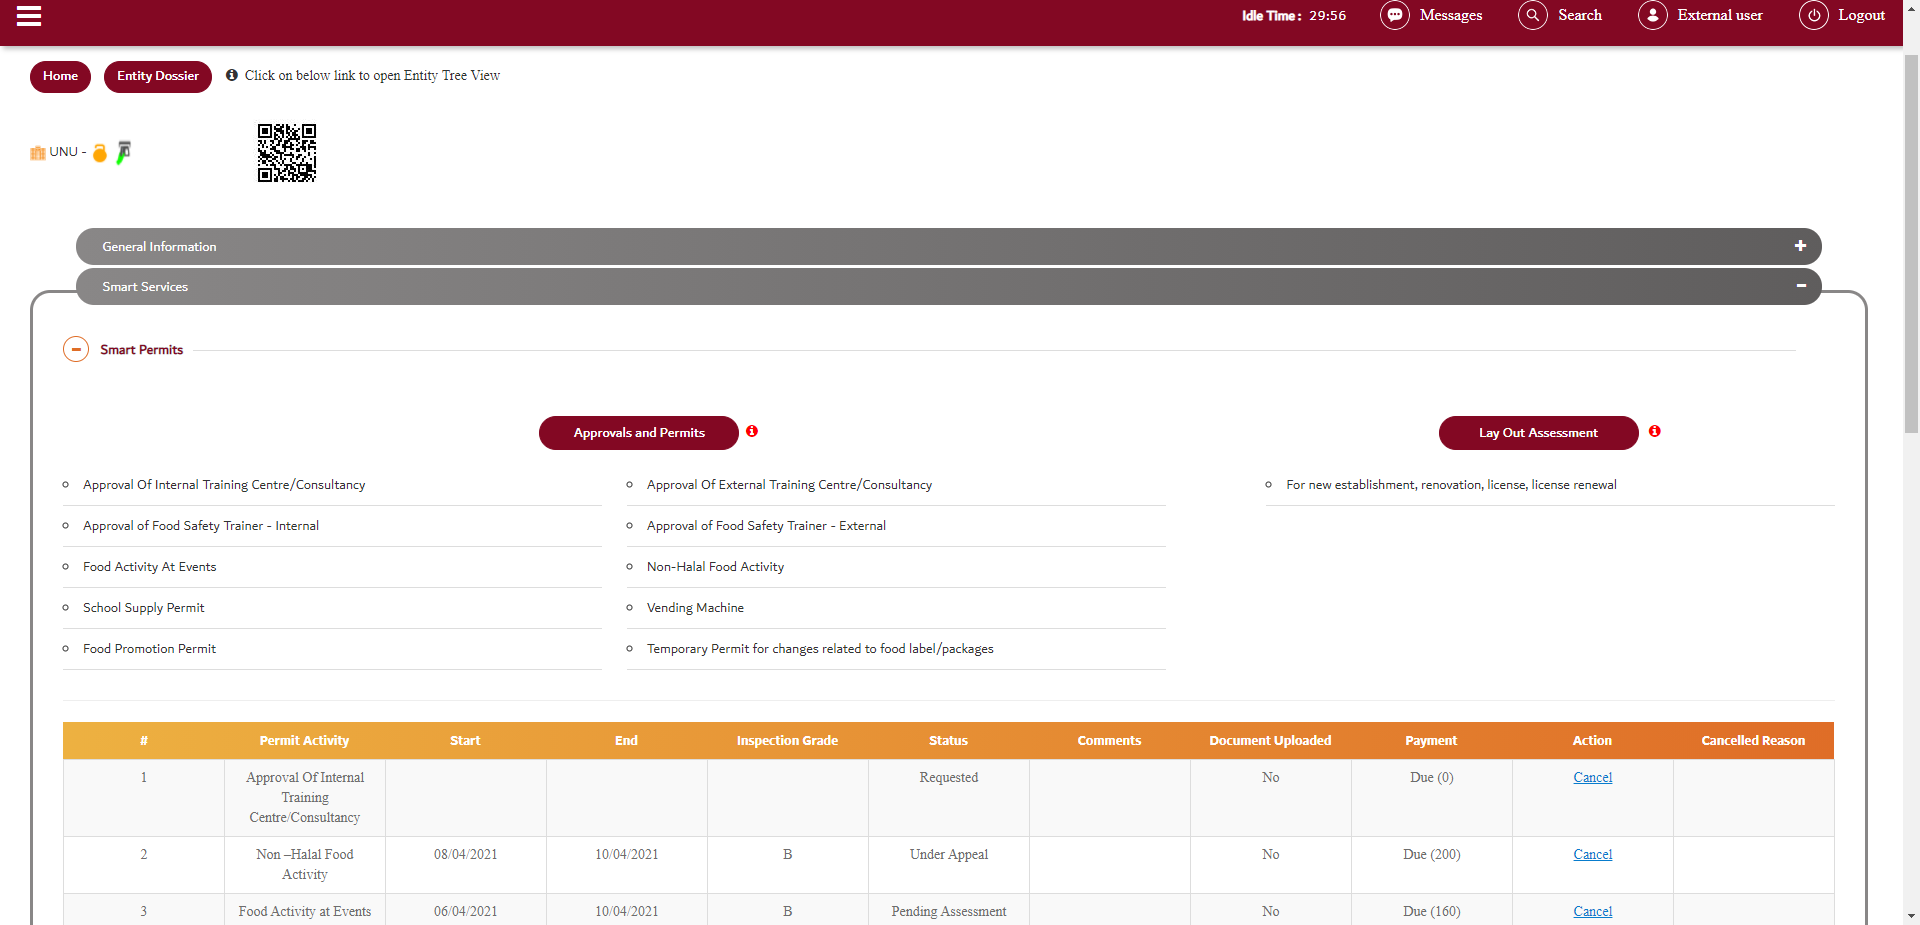 Idle Time : 29:56 Messages Search External user Logout
Home Entity Dossier Click on below link to open Entity Tree View
UNU -
General Information
Smart Services
Smart Permits
Approvals and Permits
Lay Out Assessment
Approval Of Internal Training Centre/Consultancy
Approval Of External Training Centre/Consultancy
For new establishment, renovation, license, license renewal
Approval of Food Safety Trainer - Internal
Approval of Food Safety Trainer - External
Food Activity At Events
Non-Halal Food Activity
School Supply Permit
Vending Machine
Food Promotion Permit
Temporary Permit for changes related to food label/packages
# Permit Activity Start End Inspection Grade Status Comments Document Uploaded Payment Action Cancelled Reason
1 Approval Of Internal Requested No Due (0) Cancel
Training
Centre/Consultancy
2 Non –Halal Food 08/04/2021 10/04/2021 B Under Appeal No Due (200) Cancel
Activity
3 Food Activity at Events 06/04/2021 10/04/2021 B Pending Assessment No Due (160) Cancel